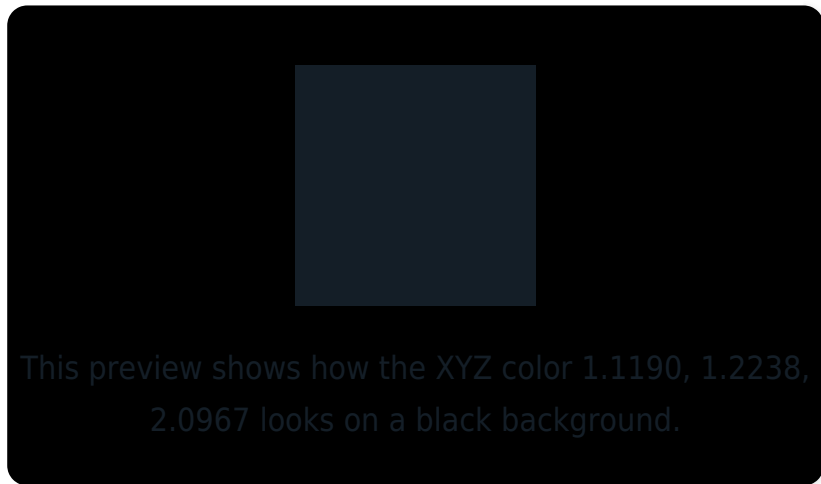 This preview shows how the XYZ color 1.1190, 1.2238,
2.0967 looks on a black background.